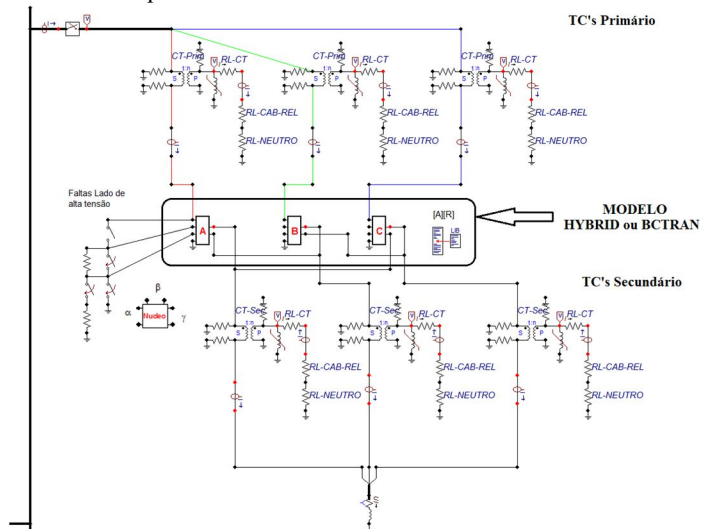 TC's Primário
I
V
CT-Prim
V
RL-CT
CT-Prim
V
RL-CT
CT-Prim
V
RL-CT
t:n
S
P
t:n
S
P
t:n
S
P
RL-CAB-REL
RL-CAB-REL
RL-CAB-REL
RL-NEUTRO
RL-NEUTRO
RL-NEUTRO
Faltas Lado de
alta tensão
A
B
C
[A][R]
LIB
MODELO
HYBRID ou BCTRAN
β
α
Nucleo
γ
TC's Secundário
CT-Sec
V
RL-CT
CT-Sec
V
RL-CT
CT-Sec
V
RL-CT
t:n
S
P
t:n
S
P
t:n
S
P
RL-CAB-REL
RL-CAB-REL
RL-CAB-REL
RL-NEUTRO
RL-NEUTRO
RL-NEUTRO